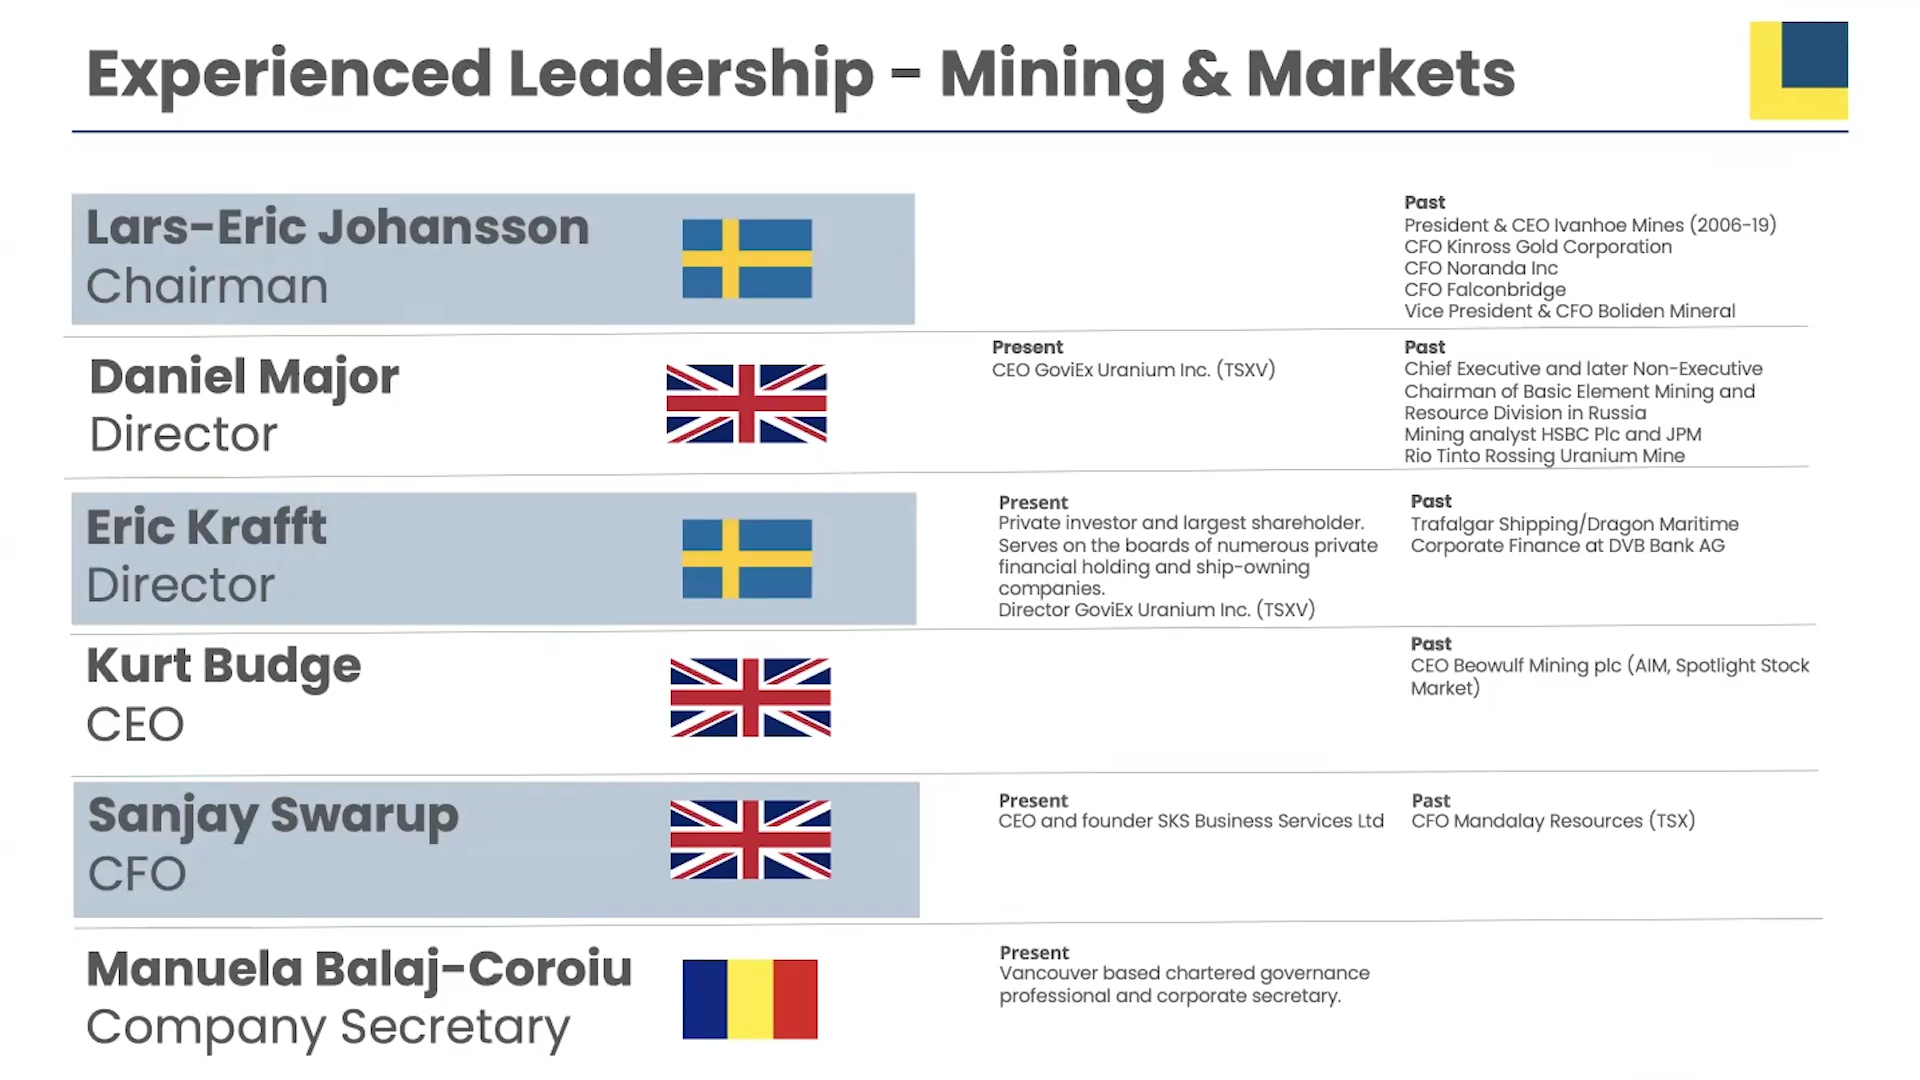 Experienced Leadership - Mining & Markets
Lars-Eric Johansson
Chairman
Past
President & CEO Ivanhoe Mines (2006-19)
CFO Kinross Gold Corporation
CFO Noranda Inc
CFO Falconbridge
Vice President & CFO Boliden Mineral
Daniel Major
Director
Present
CEO GoviEx Uranium Inc. (TSXV)
Past
Chief Executive and later Non-Executive
Chairman of Basic Element Mining and
Resource Division in Russia
Mining analyst HSBC Plc and JPM
Rio Tinto Rossing Uranium Mine
Eric Krafft
Director
Present
Private investor and largest shareholder.
Serves on the boards of numerous private
financial holding and ship-owning
companies.
Director GoviEx Uranium Inc. (TSXV)
Past
Trafalgar Shipping/Dragon Maritime
Corporate Finance at DVB Bank AG
Kurt Budge
CEO
Past
CEO Beowulf Mining plc (AIM, Spotlight Stock
Market)
Sanjay Swarup
CFO
Present
CEO and founder SKS Business Services Ltd
Past
CFO Mandalay Resources (TSX)
Manuela Balaj-Coroiu
Company Secretary
Present
Vancouver based chartered governance
professional and corporate secretary.